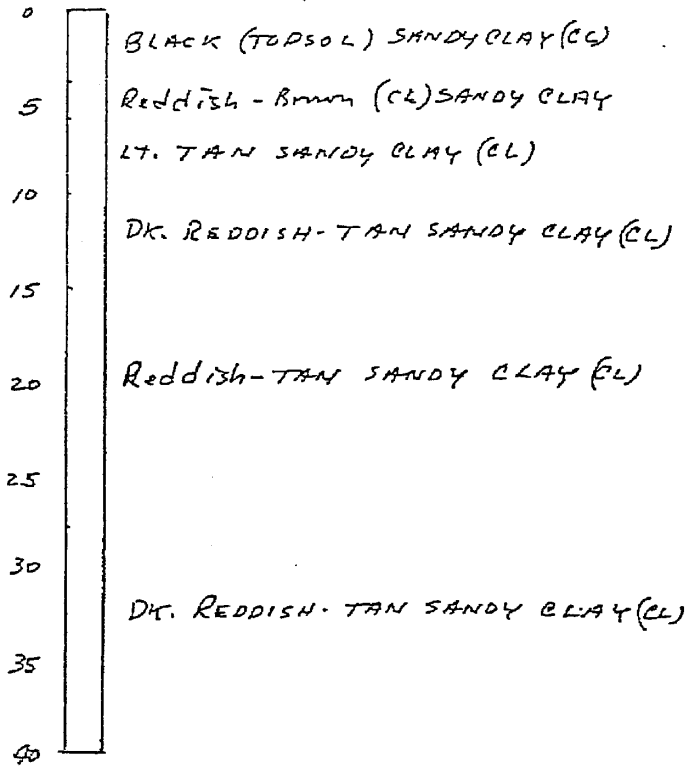 0
BLACK (TOPSOL) SANDY CLAY (CL)
5
Reddish-Brown (CL) SANDY CLAY
LT. TAN SANDY CLAY (CL)
10
DK. REDDISH-TAN SANDY CLAY (CL)
15
20
Reddish-TAN SANDY CLAY (CL)
25
30
DK. REDDISH-TAN SANDY CLAY (CL)
35
40